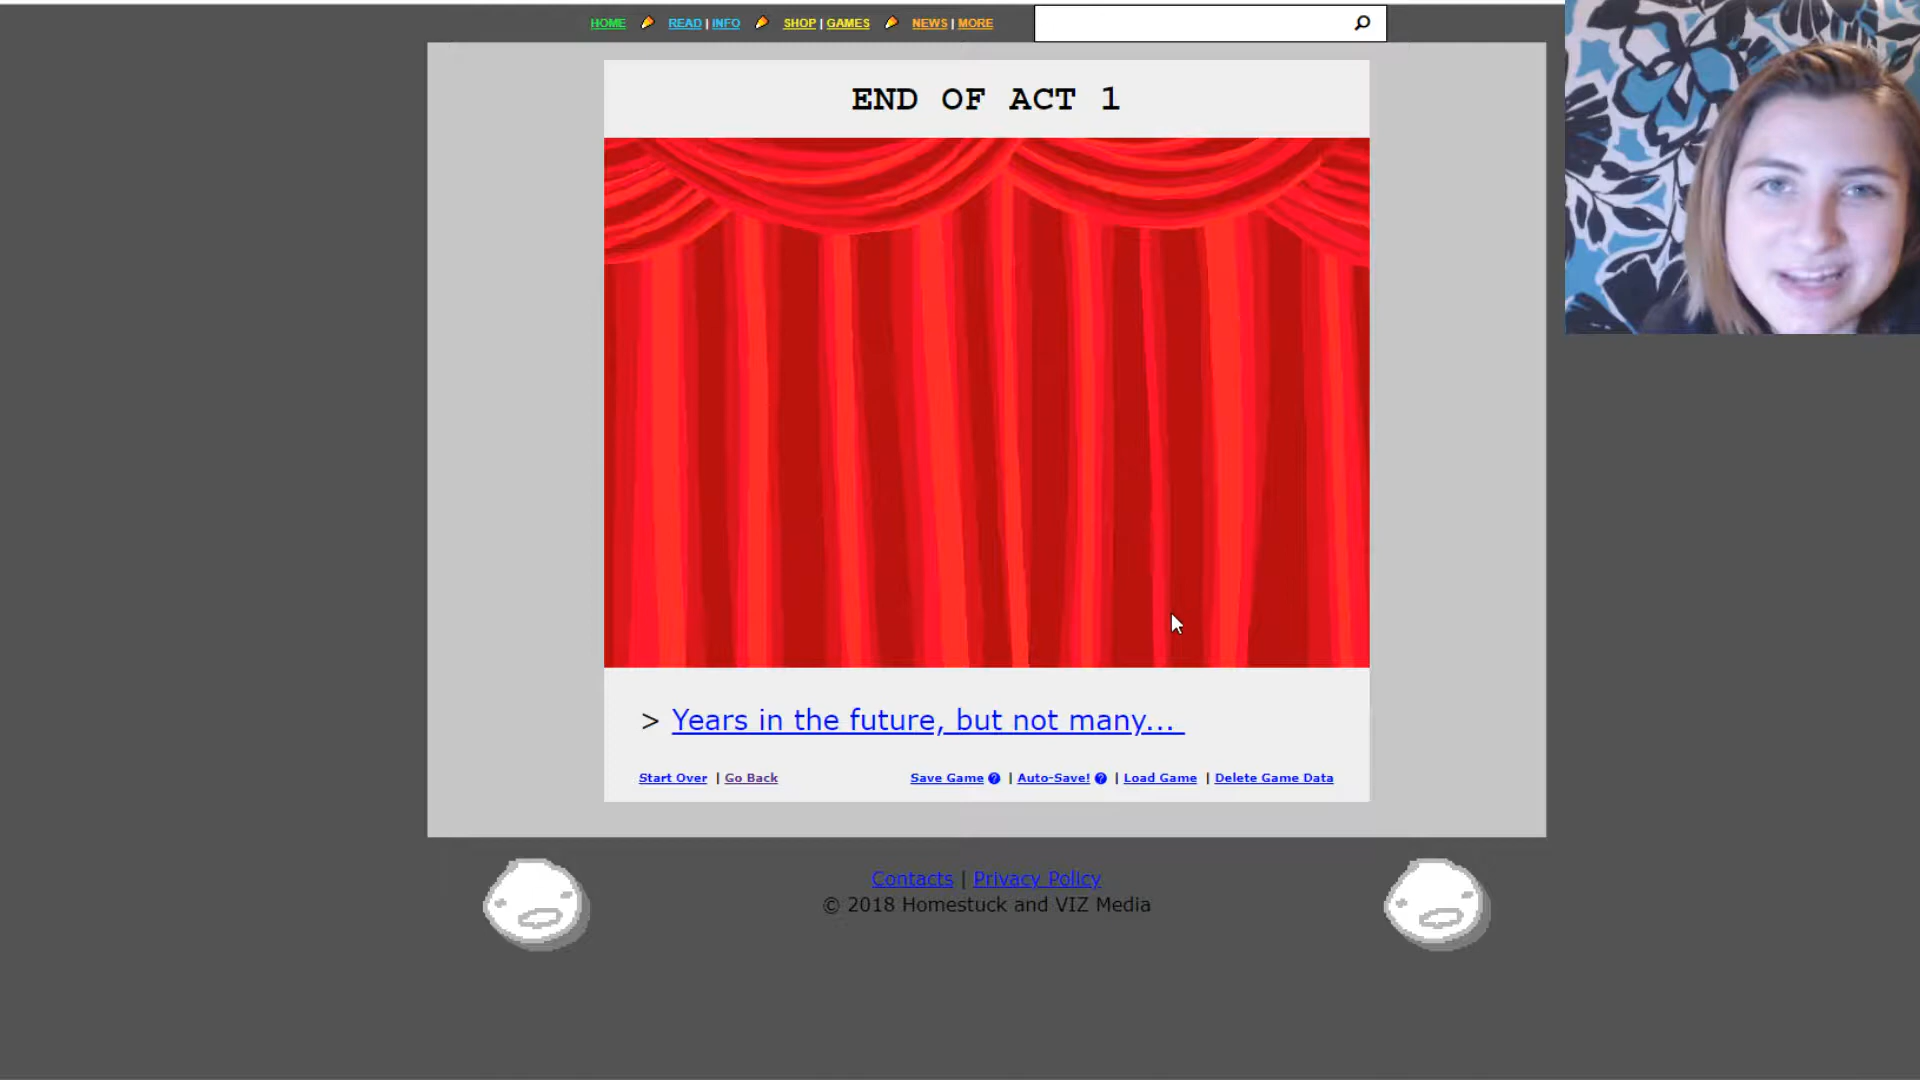 HOME READ | INFO SHOP | GAMES NEWS | MORE
END OF ACT 1
> Years in the future, but not many...
Start Over | Go Back Save Game ? | Auto-Save! ? | Load Game | Delete Game Data
Contacts | Privacy Policy
© 2018 Homestuck and VIZ Media